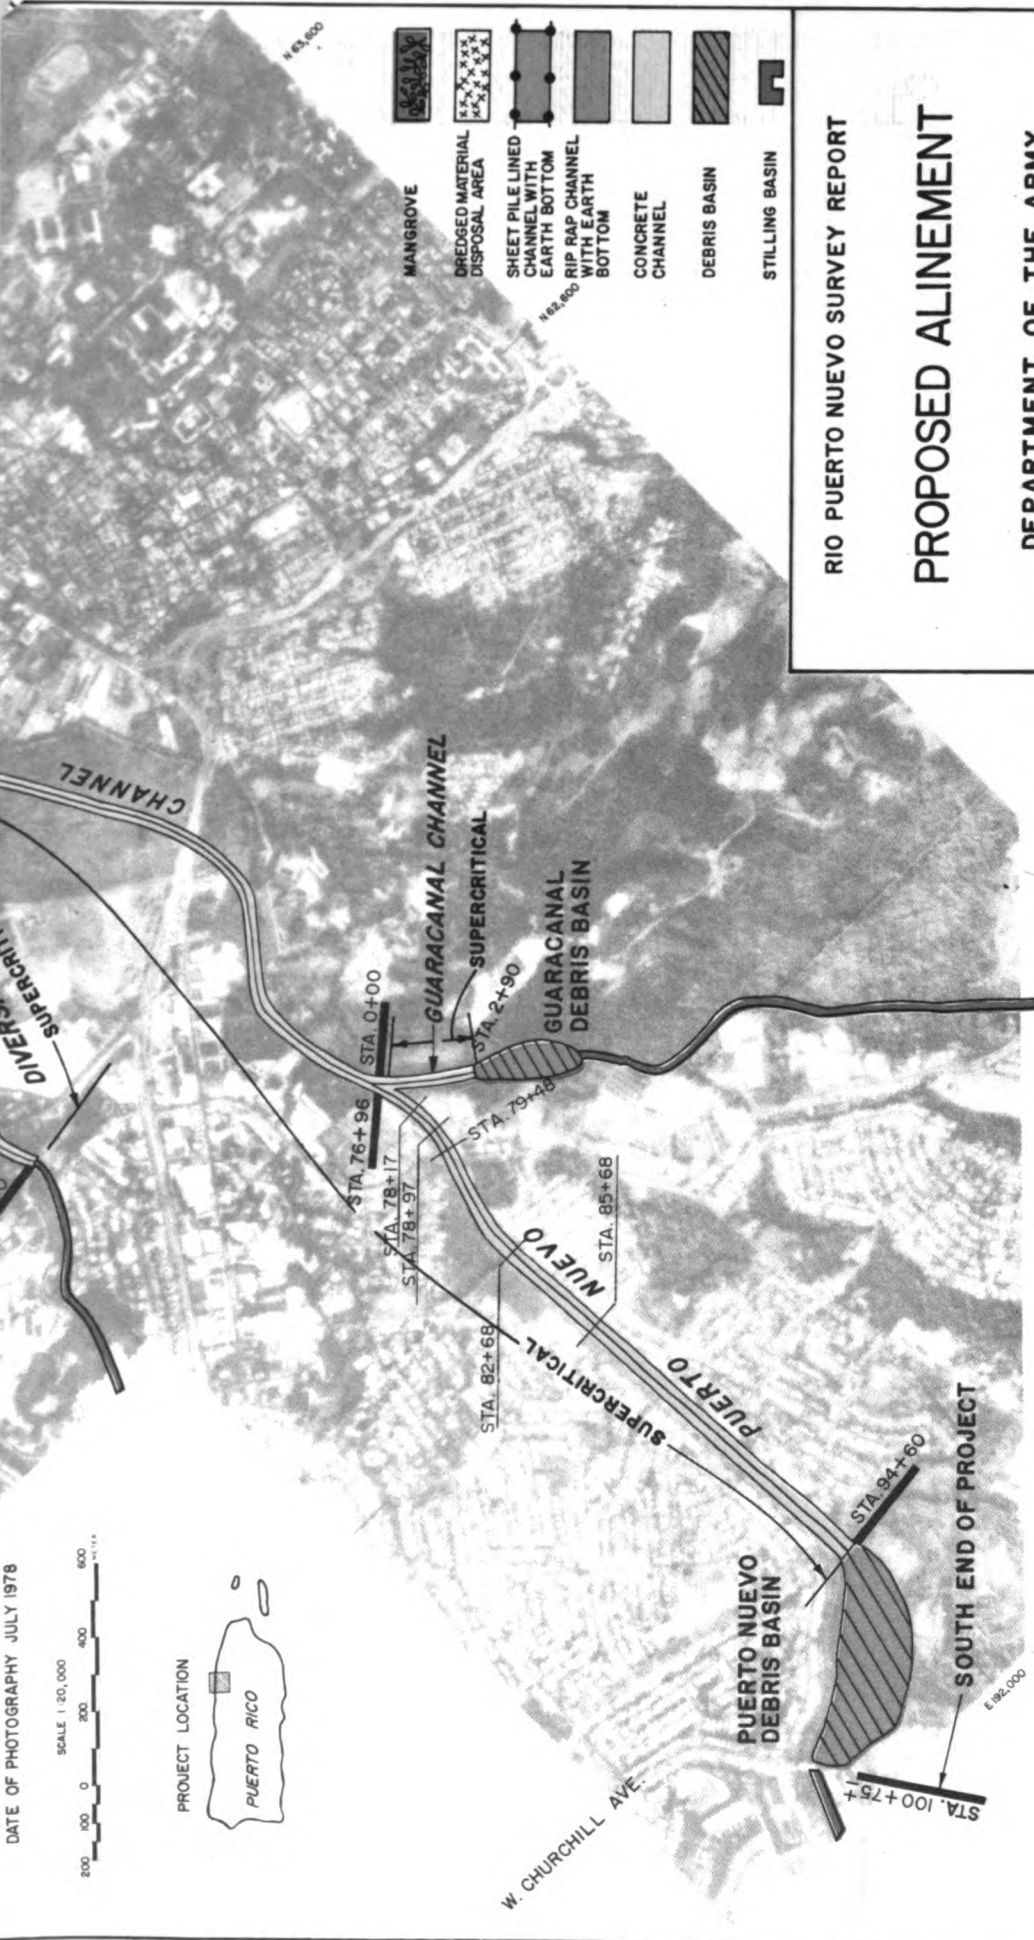 DATE OF PHOTOGRAPHY JULY 1978
SCALE 1:20,000
200 100 0 200 400 600
PROJECT LOCATION
PUERTO RICO
N 63,600
N 62,600
MANGROVE
DREDGED MATERIAL
DISPOSAL AREA
SHEET PILE LINED
CHANNEL WITH
EARTH BOTTOM
RIP RAP CHANNEL
WITH EARTH
BOTTOM
CONCRETE
CHANNEL
DEBRIS BASIN
STILLING BASIN
CHANNEL
SUPERCRIT
STA. 76+96
STA. 0+00
GUARACANAL CHANNEL
SUPERCRITICAL
STA. 2+90
GUARACANAL
DEBRIS BASIN
STA. 78+17
STA. 78+97
STA. 79+48
STA. 82+68
STA. 85+68
PUERTO NUEVO
SUPERCRITICAL
STA. 94+60
PUERTO NUEVO
DEBRIS BASIN
SOUTH END OF PROJECT
STA. 100+75±
W. CHURCHILL AVE.
E 192,000
RIO PUERTO NUEVO SURVEY REPORT
PROPOSED ALINEMENT
DEPARTMENT OF THE ARMY